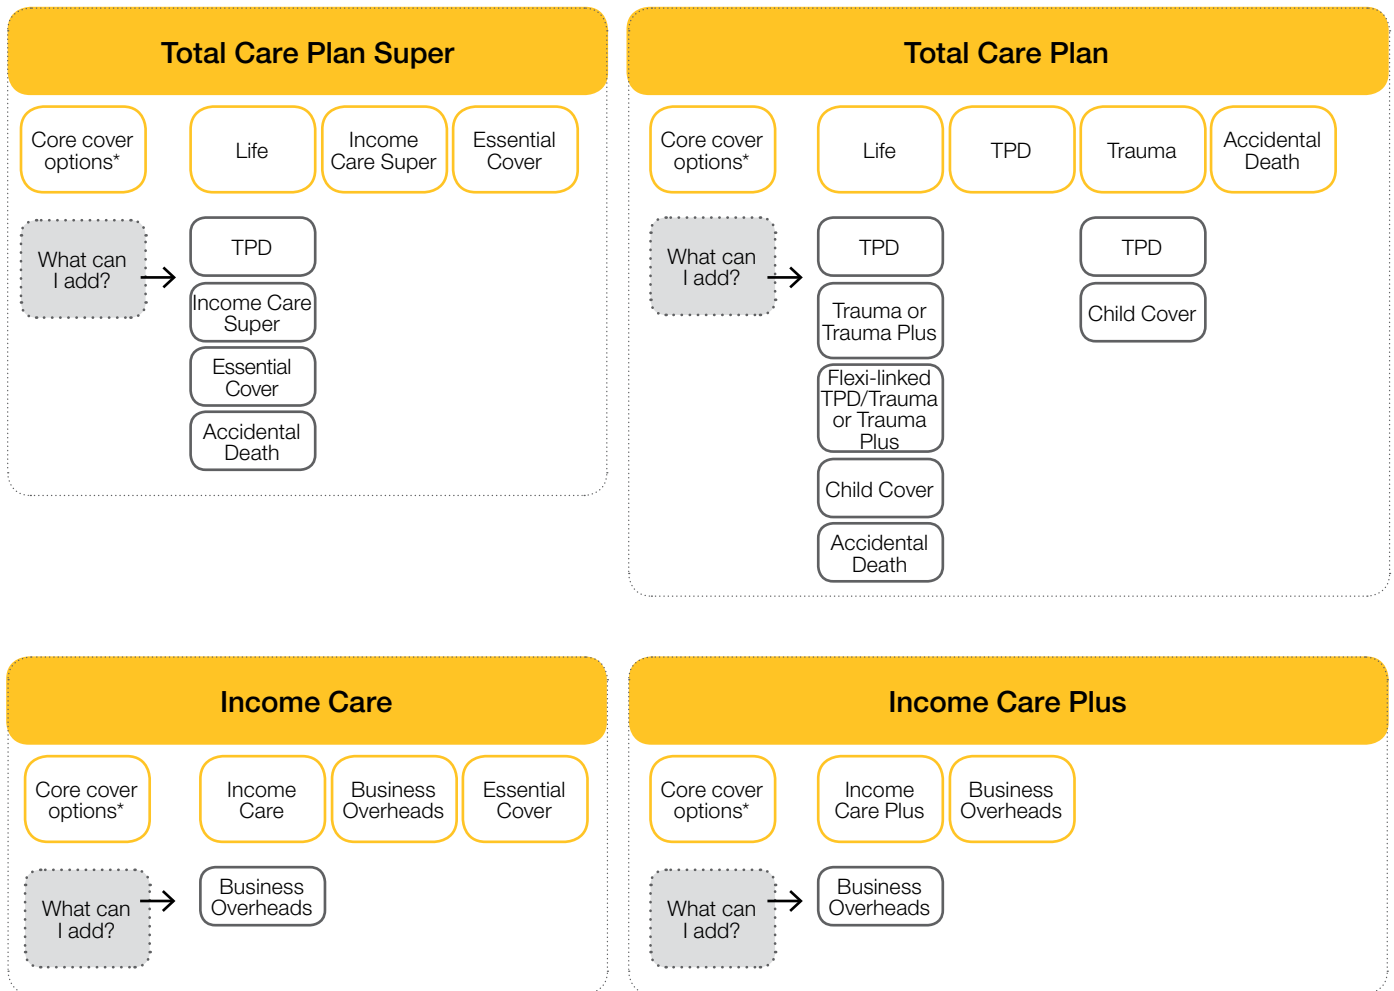 Total Care Plan Super
Core cover
options*
Life
Income
Care Super
Essential
Cover
What can
I add?
TPD
Income Care
Super
Essential
Cover
Accidental
Death
Total Care Plan
Core cover
options*
Life
TPD
Trauma
Accidental
Death
What can
I add?
TPD
Trauma or
Trauma Plus
Flexi-linked
TPD/Trauma
or Trauma
Plus
Child Cover
Accidental
Death
TPD
Child Cover
Income Care
Core cover
options*
Income
Care
Business
Overheads
Essential
Cover
What can
I add?
Business
Overheads
Income Care Plus
Core cover
options*
Income
Care Plus
Business
Overheads
What can
I add?
Business
Overheads